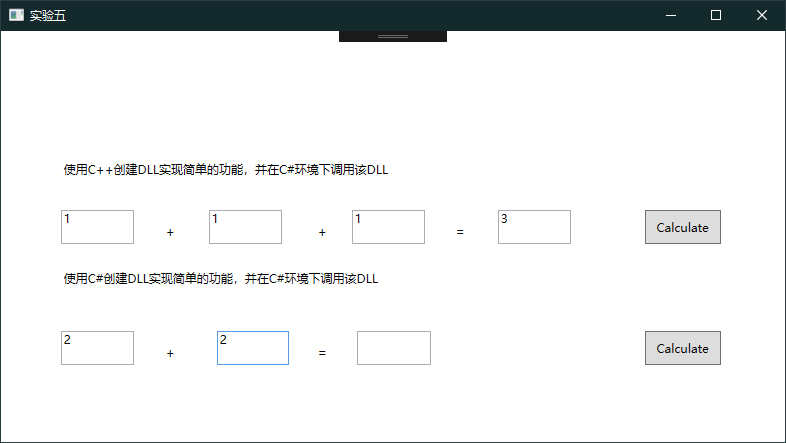 实验五
使用C++创建DLL实现简单的功能，并在C#环境下调用该DLL
1 + 1 + 1 = 3 Calculate
使用C#创建DLL实现简单的功能，并在C#环境下调用该DLL
2 + 2 = Calculate